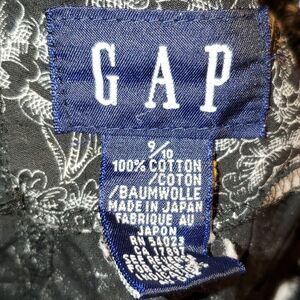 GAP
9/10
100% COTTON
/COTON
/BAUMWOLLE
MADE IN JAPAN
FABRIQUE AU
JAPON
RN 54023